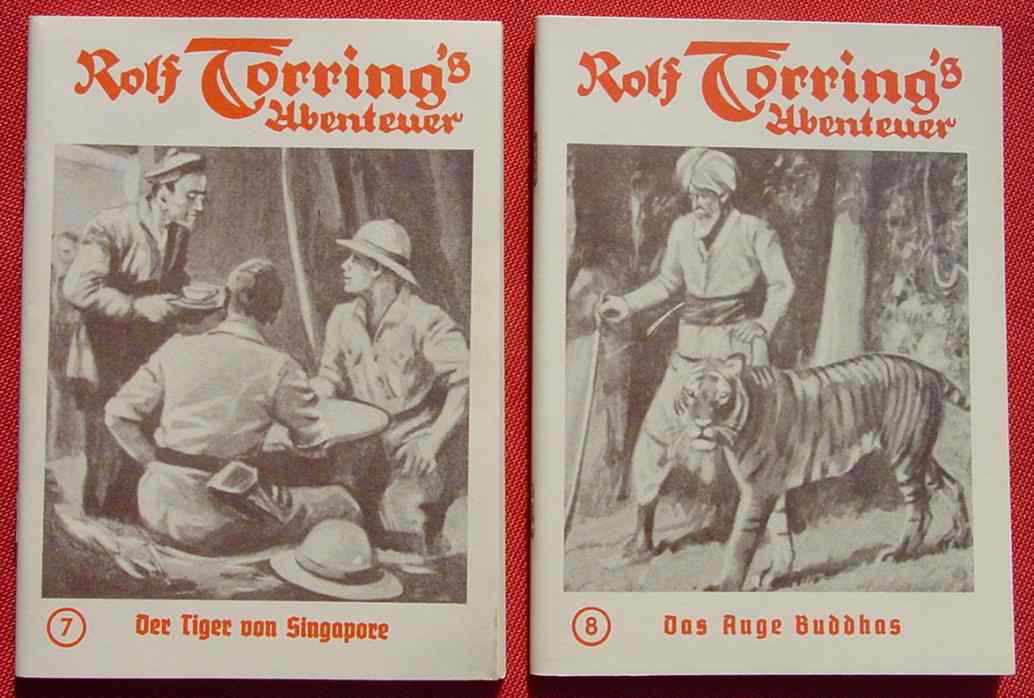 Rolf Torring's
Abenteuer
7
Der Tiger von Singapore
Rolf Torring's
Abenteuer
8
Das Auge Buddhas